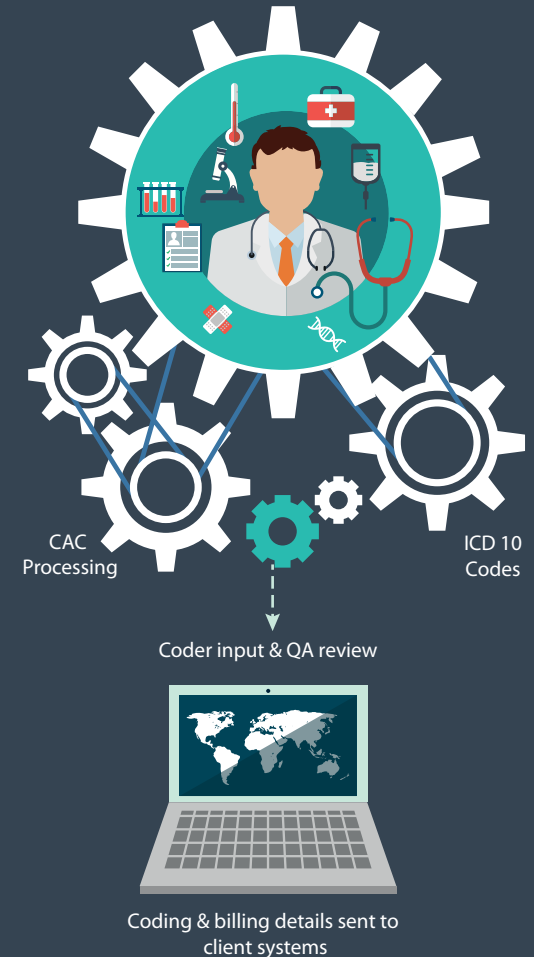 CAC
Processing
ICD 10
Codes
Coder input & QA review
Coding & billing details sent to
client systems